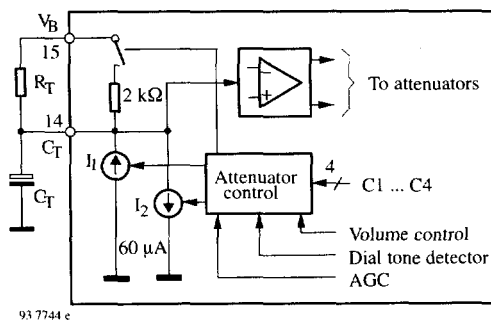 VB
15
RT
2 kΩ
14
CT
CT
I1
I2
60 µA
To attenuators
Attenuator
control
4
C1 ... C4
Volume control
Dial tone detector
AGC
93 7744 e